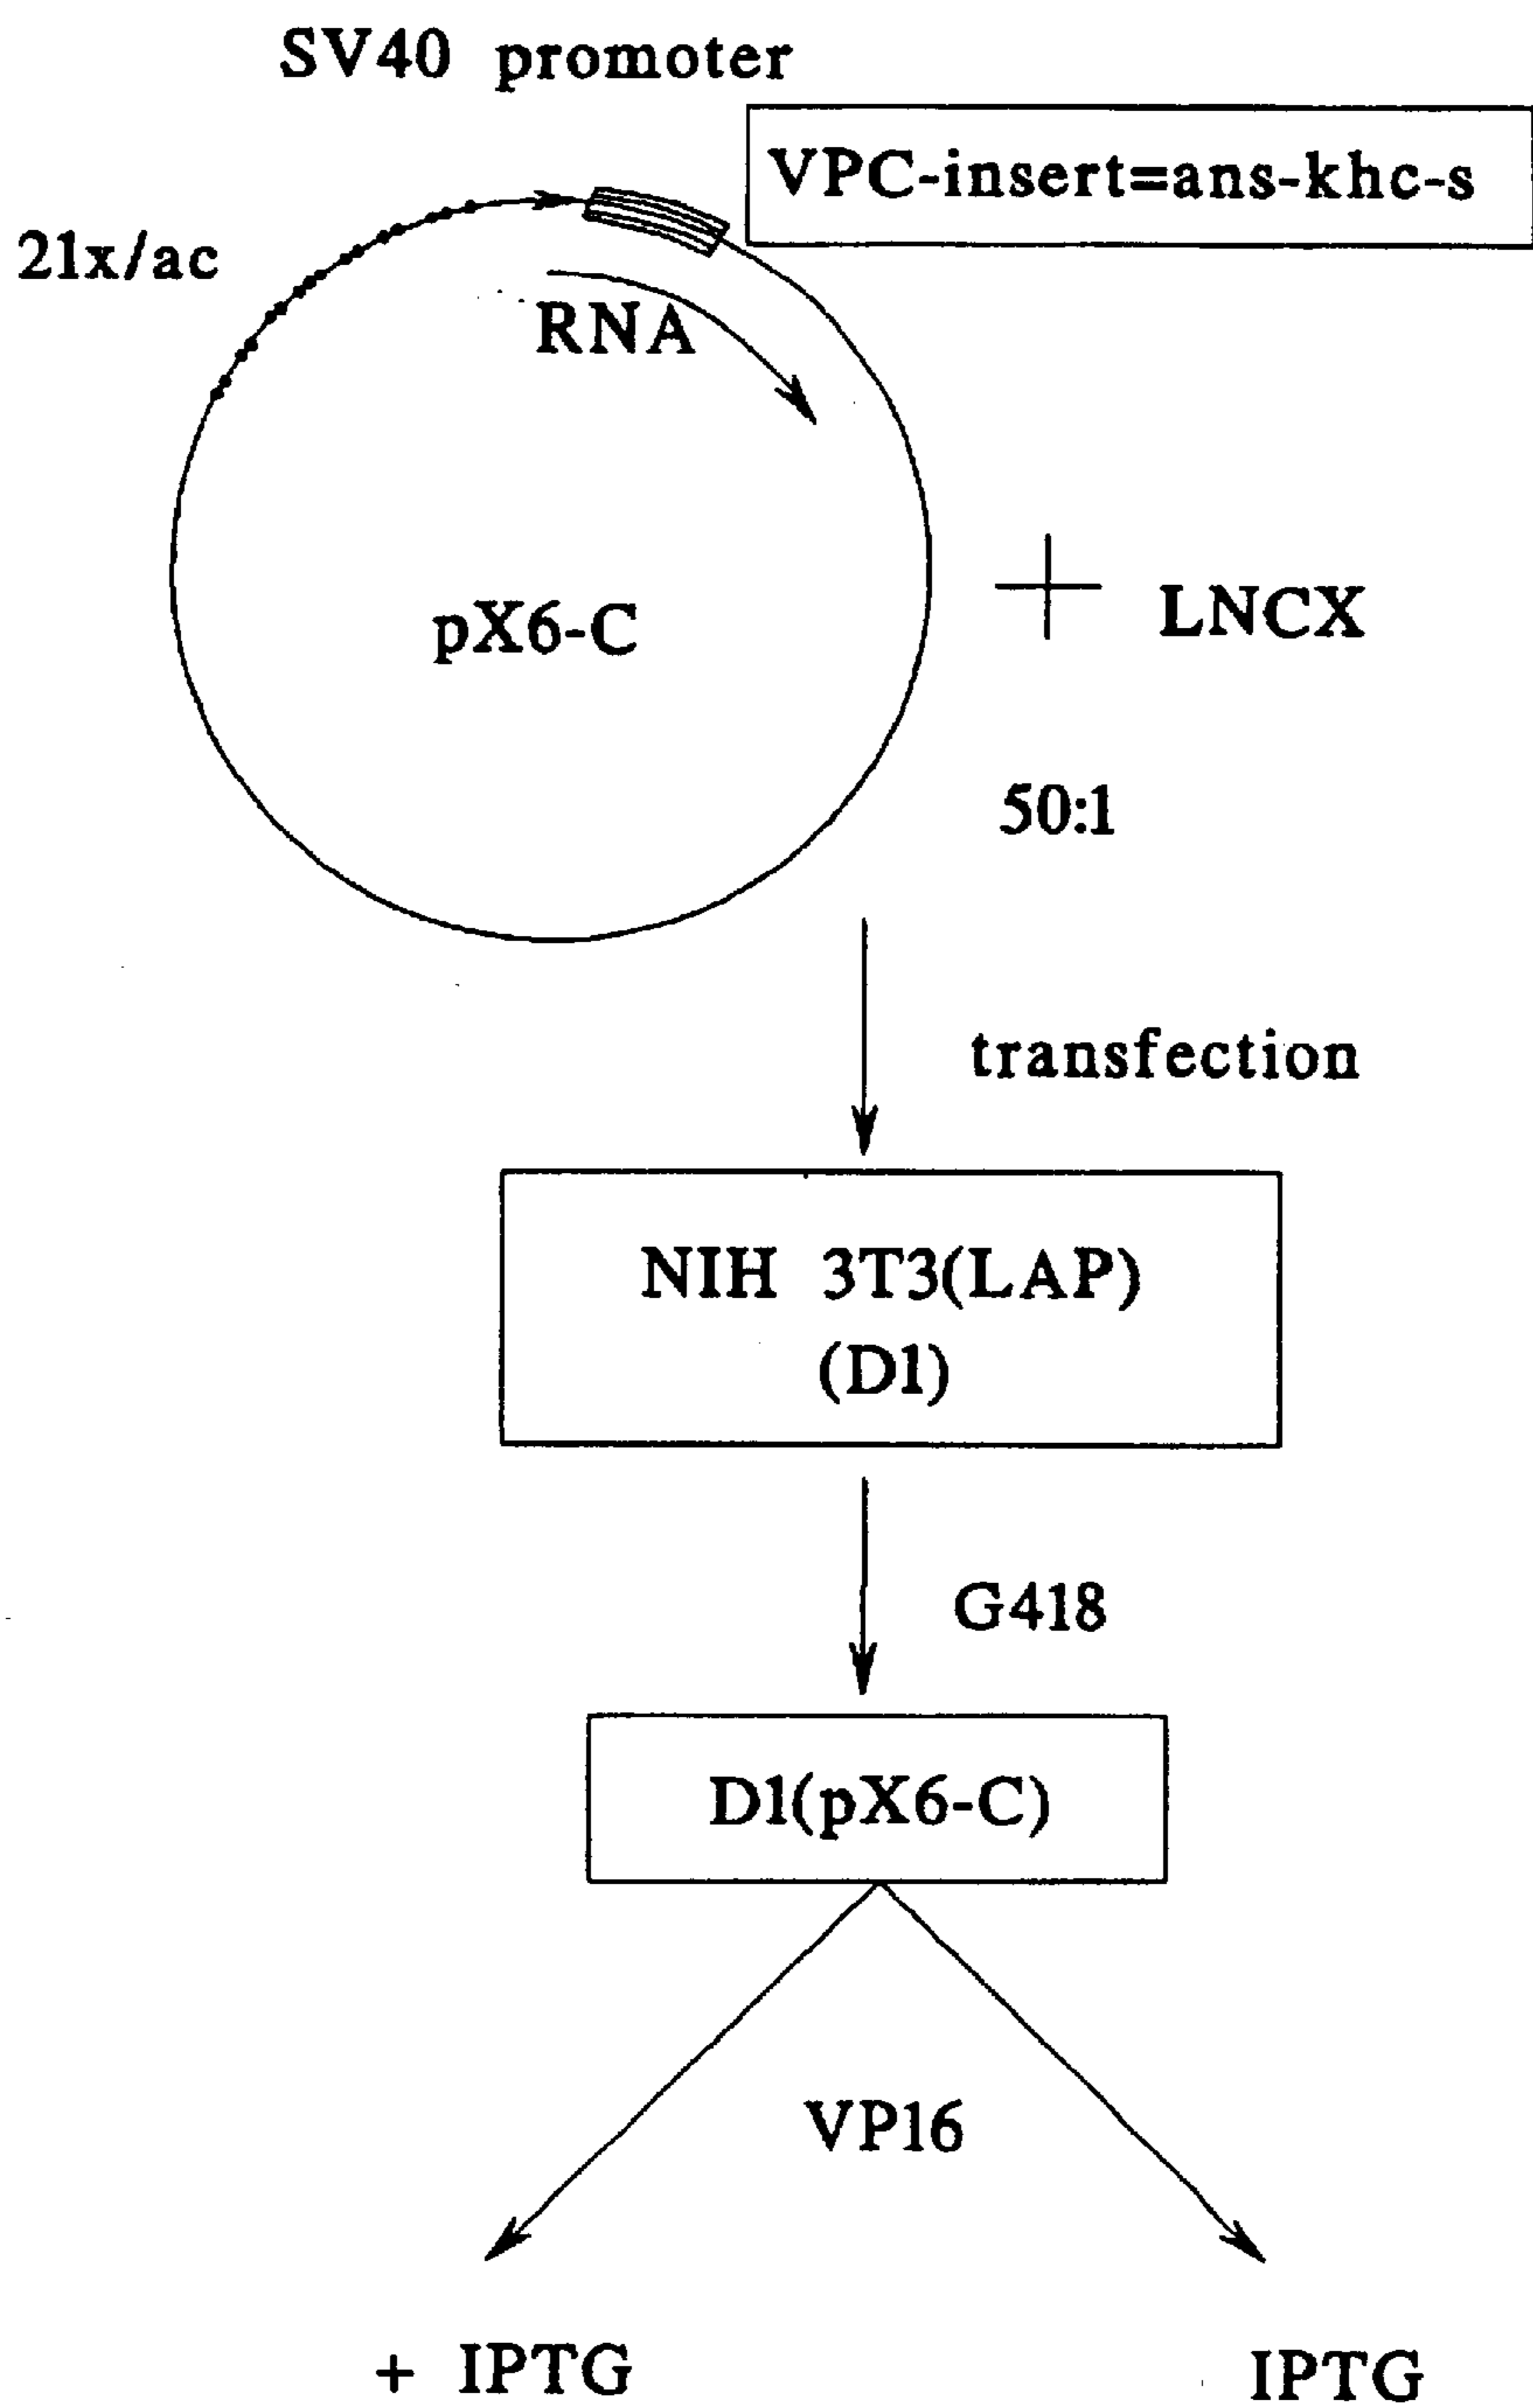 SV40 promoter
VPC-insert=ans-khc-s
21x/ac
RNA
pX6-C
+ LNCX
50:1
transfection
NIH 3T3(LAP)
(D1)
G418
D1(pX6-C)
VP16
+ IPTG
IPTG